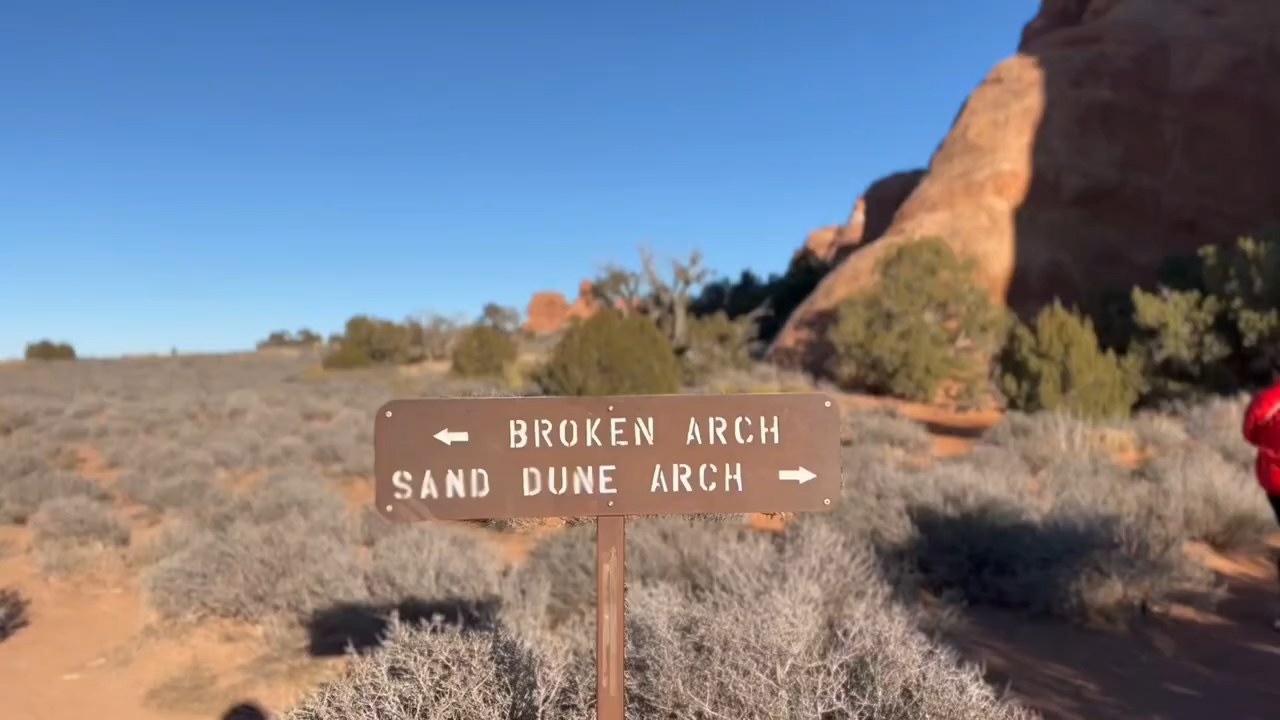 ← BROKEN ARCH
SAND DUNE ARCH →